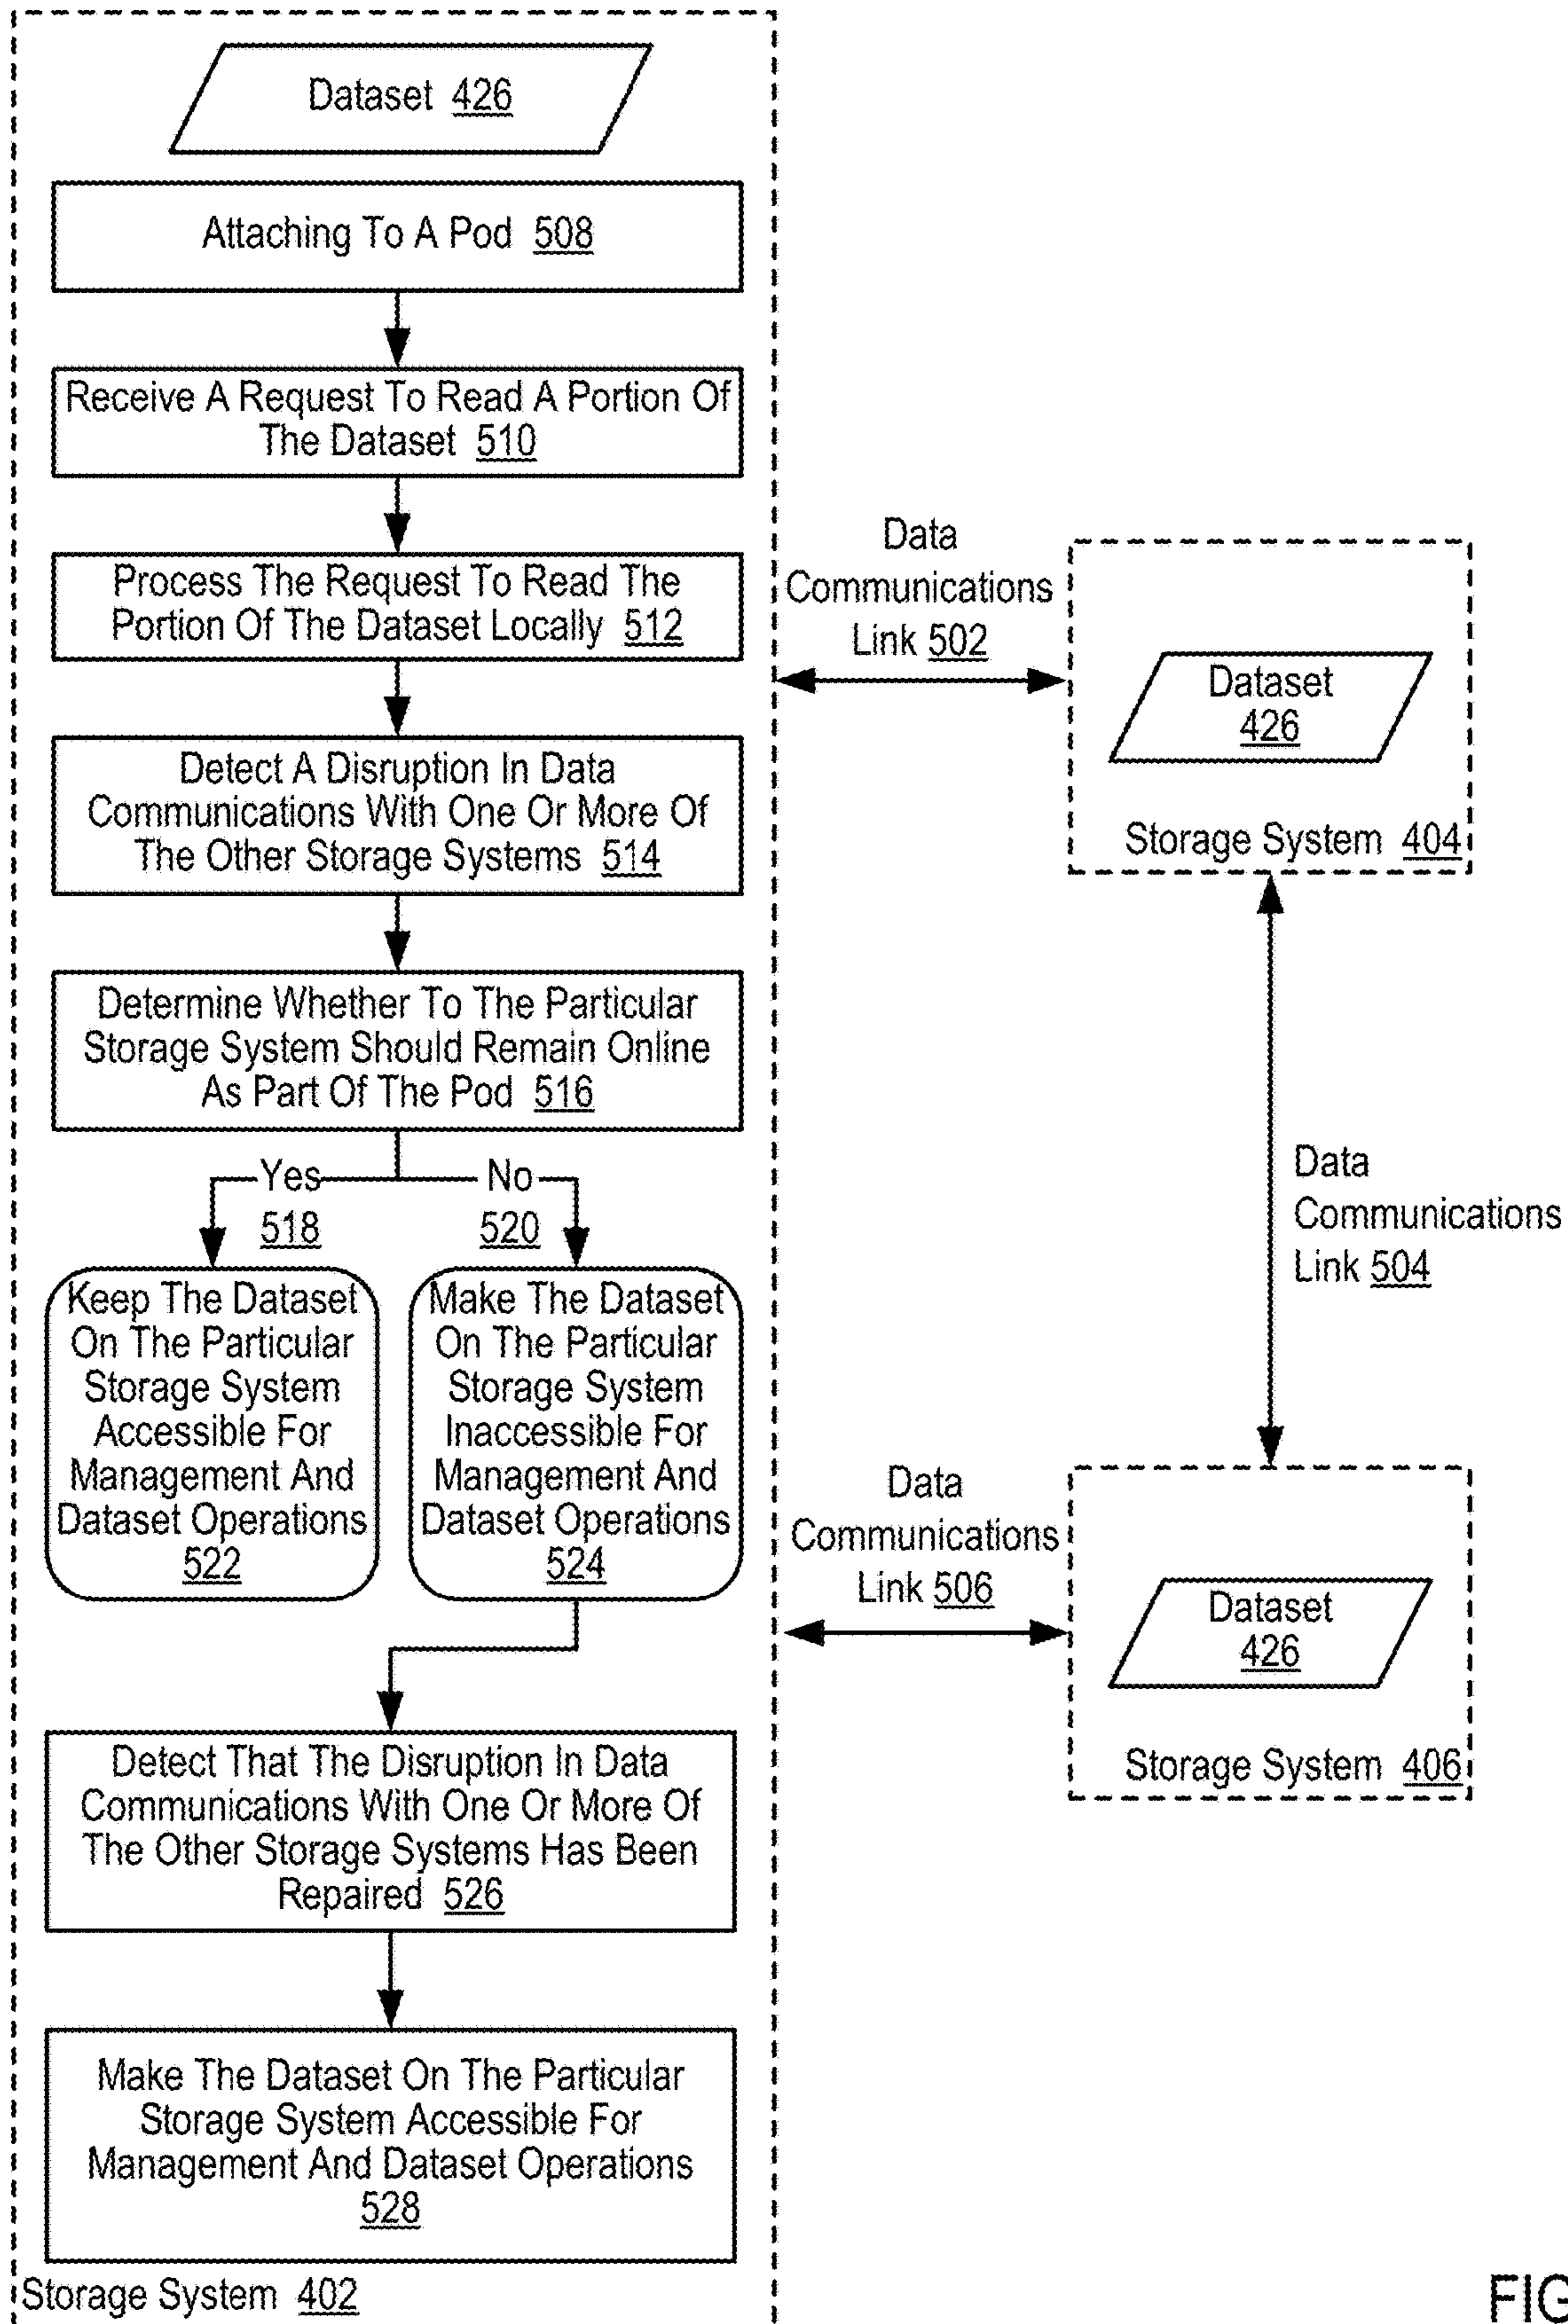 Dataset 426
Attaching To A Pod 508
Receive A Request To Read A Portion Of
The Dataset 510
Process The Request To Read The
Portion Of The Dataset Locally 512
Detect A Disruption In Data
Communications With One Or More Of
The Other Storage Systems 514
Determine Whether To The Particular
Storage System Should Remain Online
As Part Of The Pod 516
Yes
518
No
520
Keep The Dataset
On The Particular
Storage System
Accessible For
Management And
Dataset Operations
522
Make The Dataset
On The Particular
Storage System
Inaccessible For
Management And
Dataset Operations
524
Detect That The Disruption In Data
Communications With One Or More Of
The Other Storage Systems Has Been
Repaired 526
Make The Dataset On The Particular
Storage System Accessible For
Management And Dataset Operations
528
Storage System 402
Data
Communications
Link 502
Dataset
426
Storage System 404
Data
Communications
Link 504
Data
Communications
Link 506
Dataset
426
Storage System 406
FIG